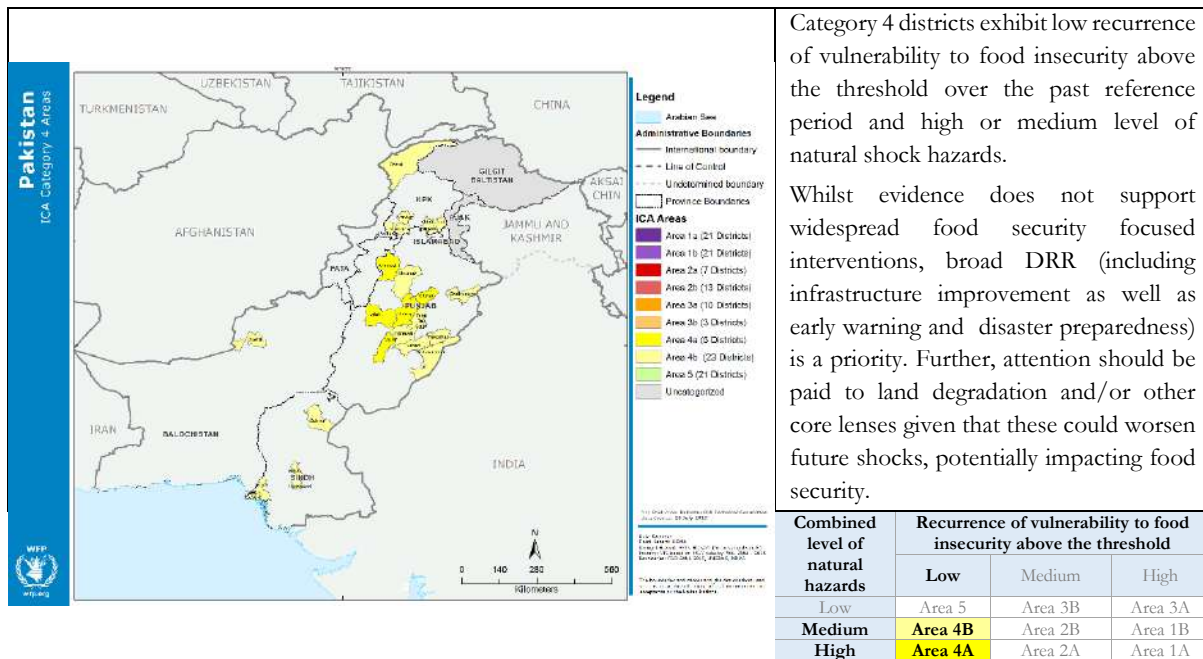 Pakistan
ICA Category 4 Areas
WFP
wfp.org
UZBEKISTAN
TAJIKISTAN
TURKMENISTAN
CHINA
GILGIT
BALTISTAN
AKSAI
CHIN
KPK
JAMMU AND
KASHMIR
ISLAMABAD
AFGHANISTAN
FATA
PUNJAB
IRAN
BALOCHISTAN
SINDH
INDIA
N
0 140 280 560
Kilometers
Legend
Arabian Sea
Administrative Boundaries
International boundary
Line of Control
Undetermined boundary
Province Boundaries
ICA Areas
Area 1a (21 Districts)
Area 1b (21 Districts)
Area 2a (7 Districts)
Area 2b (13 Districts)
Area 3a (10 Districts)
Area 3b (3 Districts)
Area 4a (5 Districts)
Area 4b (23 Districts)
Area 5 (21 Districts)
Uncategorized
Category 4 districts exhibit low recurrence
of vulnerability to food insecurity above
the threshold over the past reference
period and high or medium level of
natural shock hazards.
Whilst evidence does not support
widespread food security focused
interventions, broad DRR (including
infrastructure improvement as well as
early warning and disaster preparedness)
is a priority. Further, attention should be
paid to land degradation and/or other
core lenses given that these could worsen
future shocks, potentially impacting food
security.
Combined level of natural hazards
Recurrence of vulnerability to food insecurity above the threshold
Low Medium High
Low Area 5 Area 3B Area 3A
Medium Area 4B Area 2B Area 1B
High Area 4A Area 2A Area 1A